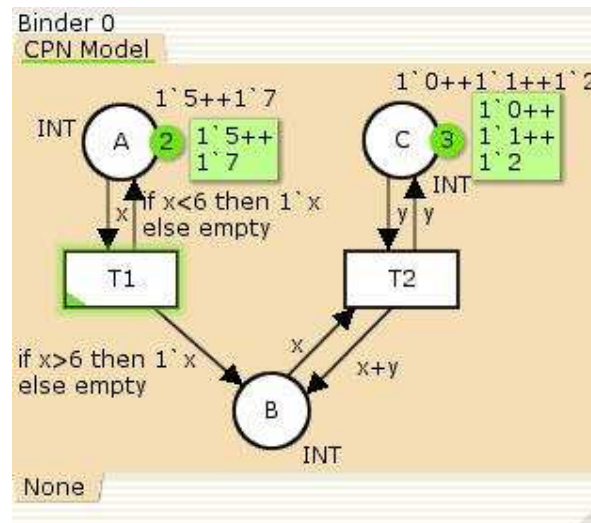 Binder 0
CPN Model
1`5++1`7
1`0++1`1++1`2
INT
A
2
1`5++
1`7
C
3
1`0++
1`1++
1`2
INT
x
if x<6 then 1`x
else empty
y
y
T1
T2
if x>6 then 1`x
else empty
x
x+y
B
INT
None